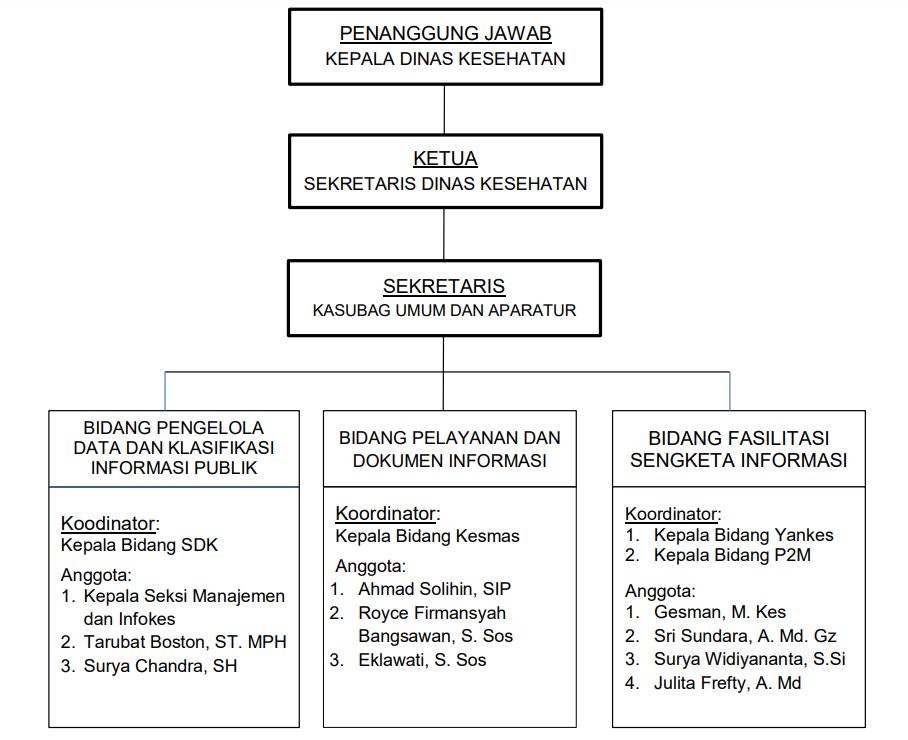 PENANGGUNG JAWAB
KEPALA DINAS KESEHATAN
KETUA
SEKRETARIS DINAS KESEHATAN
SEKRETARIS
KASUBAG UMUM DAN APARATUR
BIDANG PENGELOLA
DATA DAN KLASIFIKASI
INFORMASI PUBLIK
Koodinator:
Kepala Bidang SDK
Anggota:
1. Kepala Seksi Manajemen
dan Infokes
2. Tarubat Boston, ST. MPH
3. Surya Chandra, SH
BIDANG PELAYANAN DAN
DOKUMEN INFORMASI
Koordinator:
Kepala Bidang Kesmas
Anggota:
1. Ahmad Solihin, SIP
2. Royce Firmansyah
Bangsawan, S. Sos
3. Eklawati, S. Sos
BIDANG FASILITASI
SENGKETA INFORMASI
Koordinator:
1. Kepala Bidang Yankes
2. Kepala Bidang P2M
Anggota:
1. Gesman, M. Kes
2. Sri Sundara, A. Md. Gz
3. Surya Widiyananta, S.Si
4. Julita Frefty, A. Md